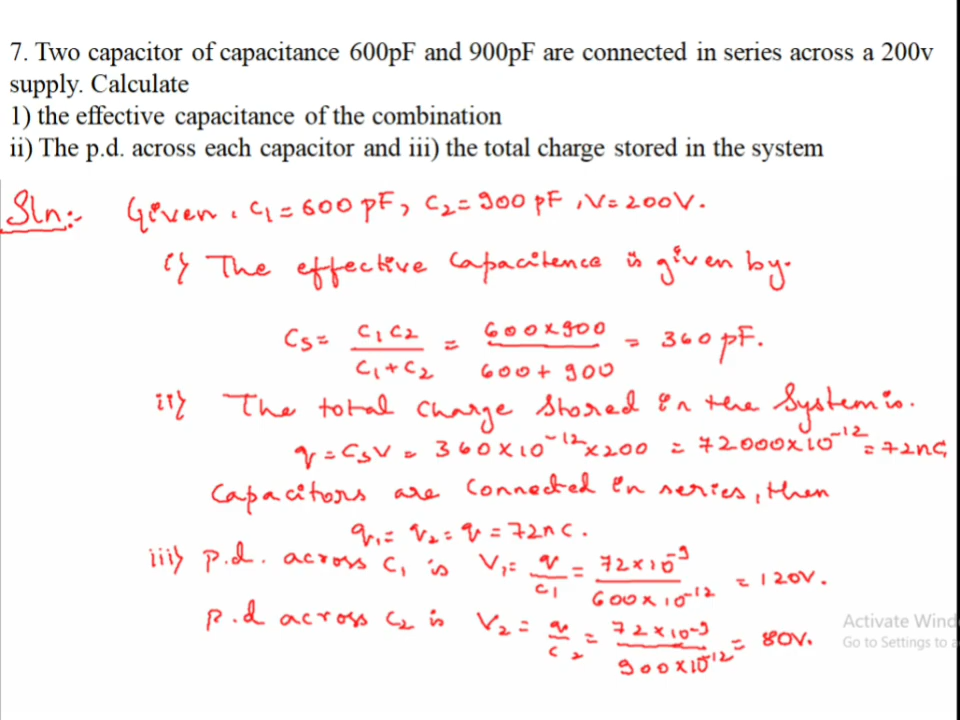 7. Two capacitor of capacitance 600pF and 900pF are connected in series across a 200v
supply. Calculate
1) the effective capacitance of the combination
ii) The p.d. across each capacitor and iii) the total charge stored in the system
Sln:- Given, C1 = 600 pF, C2 = 900 pF, V = 200V.
i) The effective Capacitence is given by.
Cs = C1 C2 / C1 + C2 = 600 x 900 / 600 + 900 = 360 pF.
ii) The total charge stored in the System is.
q = CsV = 360 x 10^-12 x 200 = 72000 x 10^-12 = 72nC
Capacitors are Connected in series, then
q1 = q2 = q = 72nC.
iii) p.d. across C1 is V1 = q / C1 = 72 x 10^-9 / 600 x 10^-12 = 120V.
p.d across C2 is V2 = q / C2 = 72 x 10^-9 / 900 x 10^-12 = 80V.
Activate Wind
Go to Settings to a